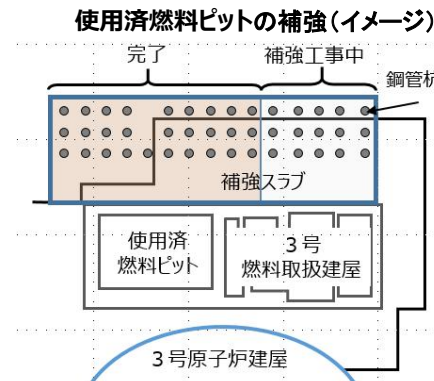 使用済燃料ピットの補強(イメージ)
完了
補強工事中
鋼管杭
補強スラブ
使用済
燃料ピット
3号
燃料取扱建屋
3号原子炉建屋